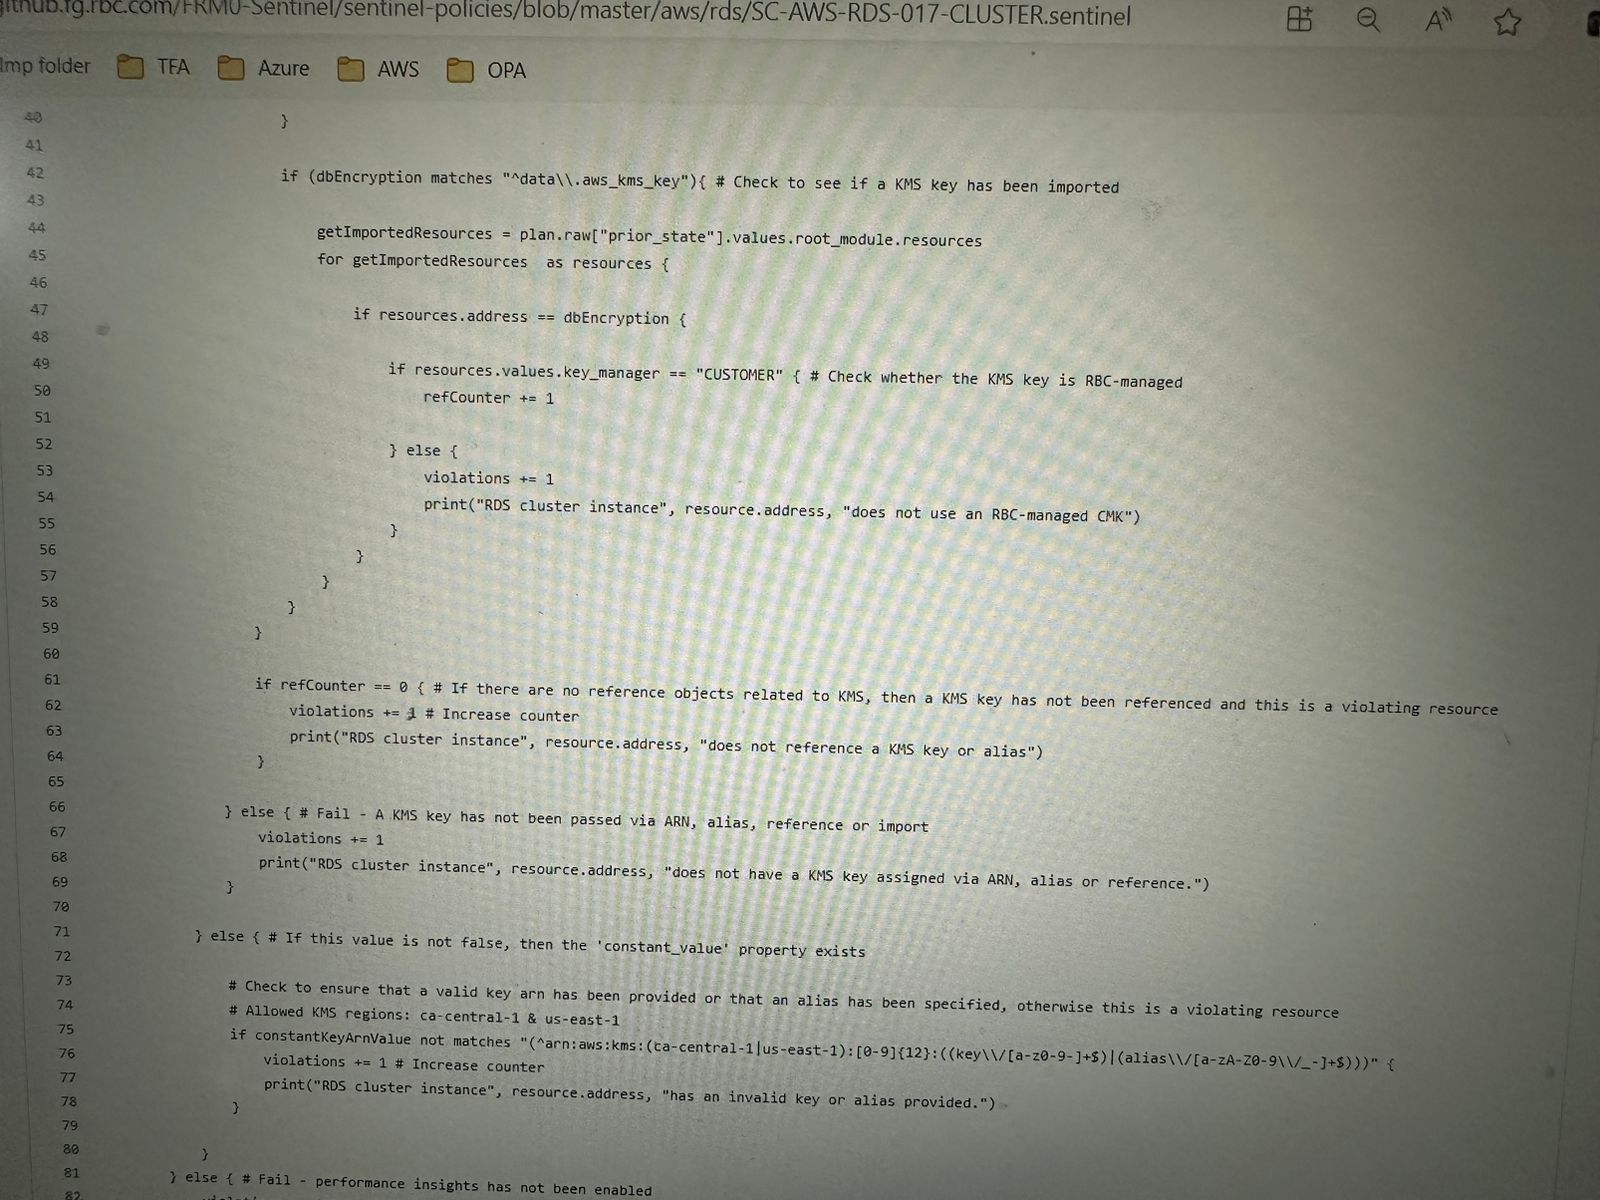 github.fg.rbc.com/FRM0-Sentinel/sentinel-policies/blob/master/aws/rds/SC-AWS-RDS-017-CLUSTER.sentinel
folder TFA Azure AWS OPA
40 }
41
42 if (dbEncryption matches "^data\\.aws_kms_key"){ # Check to see if a KMS key has been imported
43
44 getImportedResources = plan.raw["prior_state"].values.root_module.resources
45 for getImportedResources  as resources {
46
47 if resources.address == dbEncryption {
48
49 if resources.values.key_manager == "CUSTOMER" { # Check whether the KMS key is RBC-managed
50 refCounter += 1
51
52 } else {
53 violations += 1
54 print("RDS cluster instance", resource.address, "does not use an RBC-managed CMK")
55 }
56 }
57 }
58 }
59 }
60
61 if refCounter == 0 { # If there are no reference objects related to KMS, then a KMS key has not been referenced and this is a violating resource
62 violations += 1 # Increase counter
63 print("RDS cluster instance", resource.address, "does not reference a KMS key or alias")
64 }
65
66 } else { # Fail - A KMS key has not been passed via ARN, alias, reference or import
67 violations += 1
68 print("RDS cluster instance", resource.address, "does not have a KMS key assigned via ARN, alias or reference.")
69 }
70
71 } else { # If this value is not false, then the 'constant_value' property exists
72
73 # Check to ensure that a valid key arn has been provided or that an alias has been specified, otherwise this is a violating resource
74 # Allowed KMS regions: ca-central-1 & us-east-1
75 if constantKeyArnValue not matches "(^arn:aws:kms:(ca-central-1|us-east-1):[0-9]{12}:((key\\/[a-z0-9-]+$)|(alias\\/[a-zA-Z0-9\\/_-]+$)))" {
76 violations += 1 # Increase counter
77 print("RDS cluster instance", resource.address, "has an invalid key or alias provided.")
78 }
79
80 }
81 } else { # Fail - performance insights has not been enabled
82